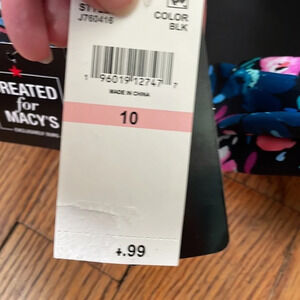 COLOR
J760416 BLK
1 96019 12747 7
MADE IN CHINA
10
.99
REATED
for
MACY'S